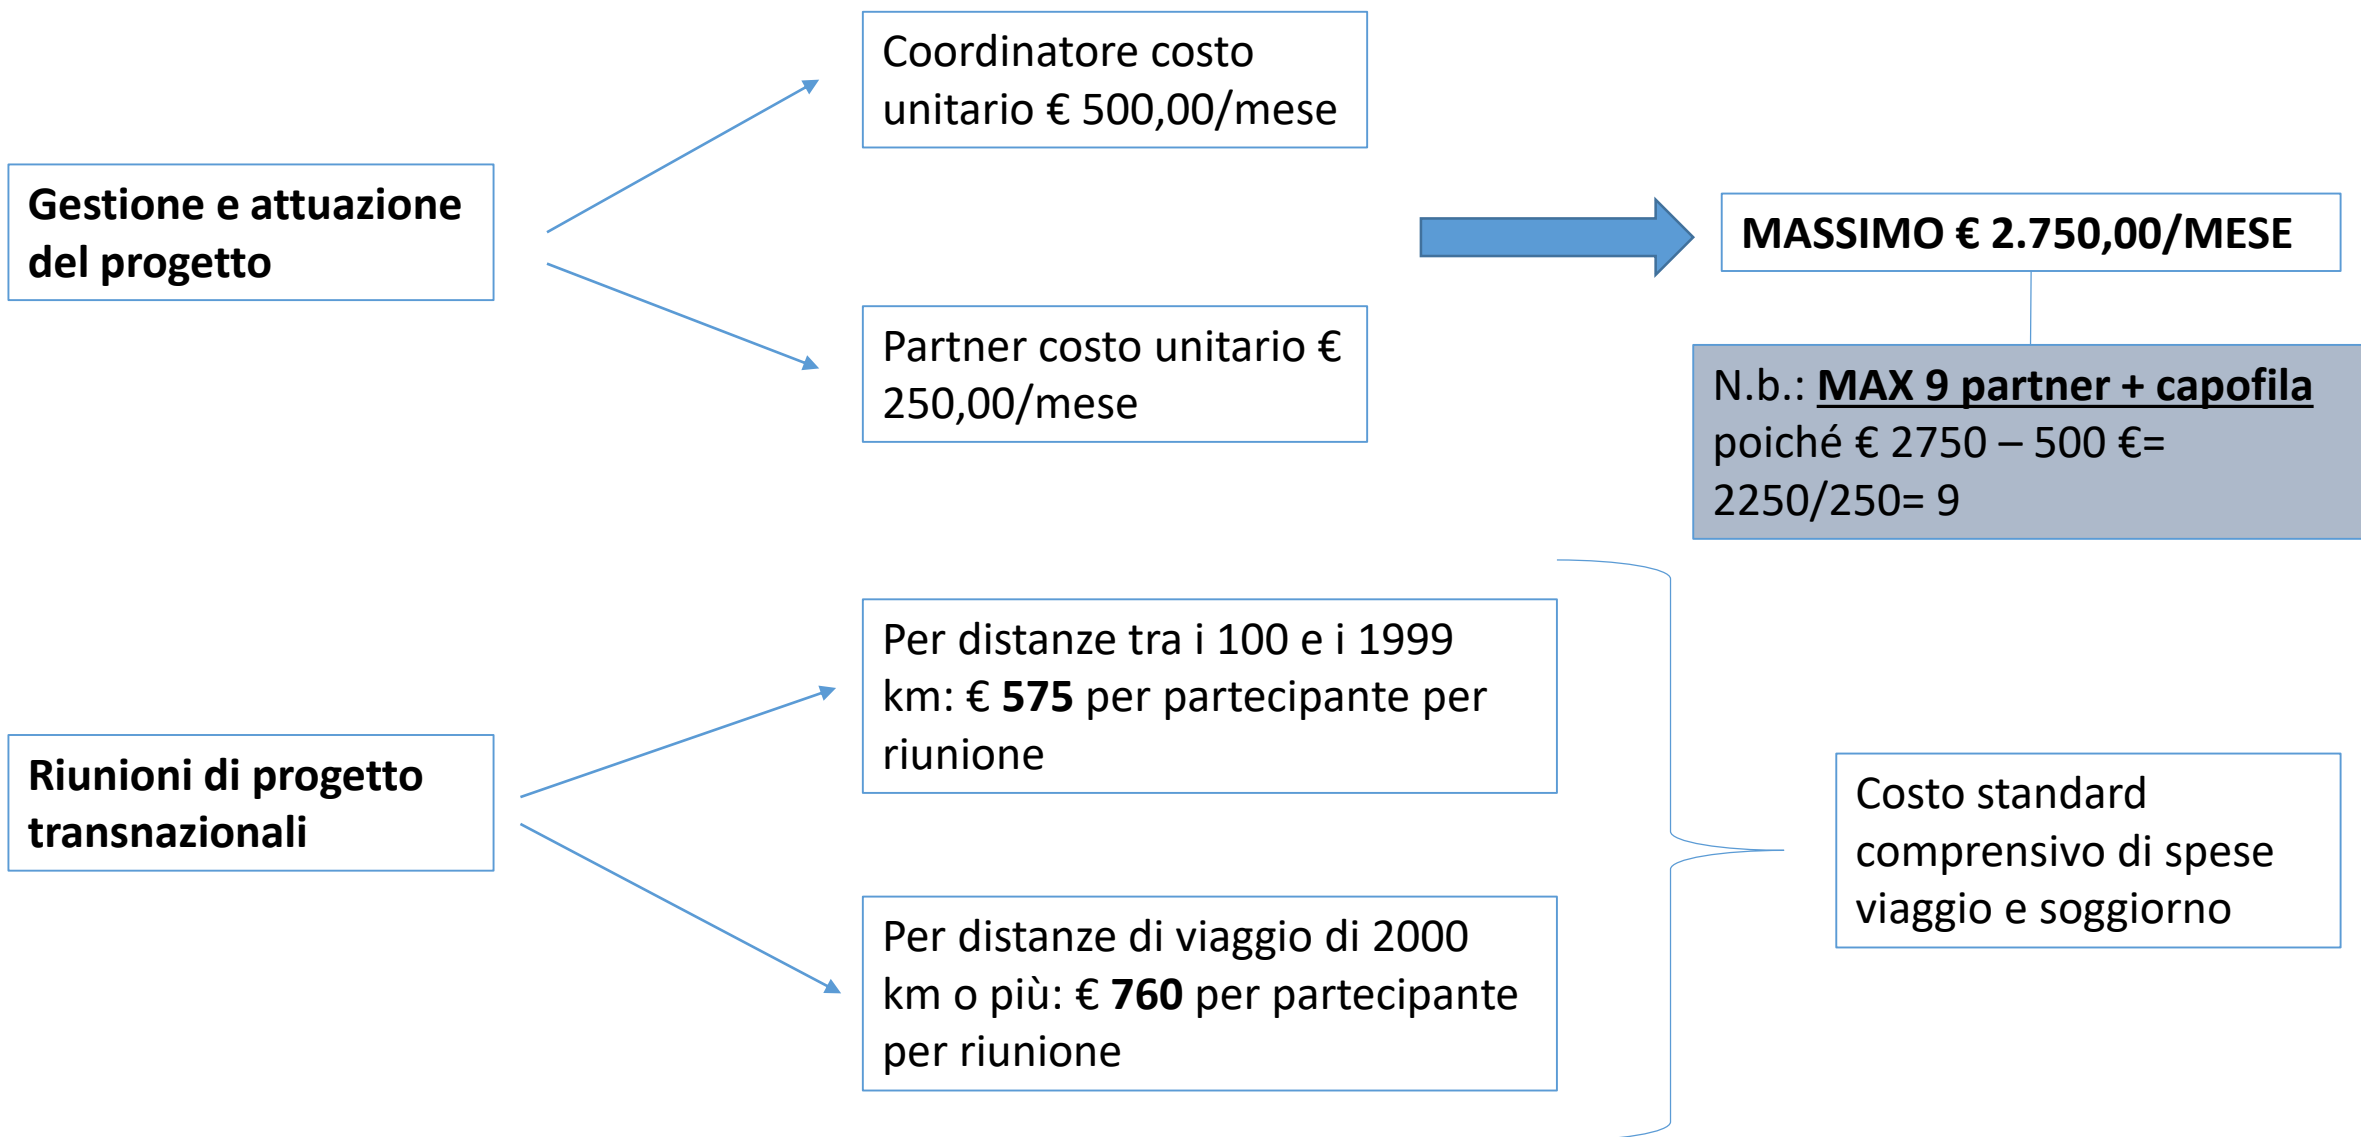 Gestione e attuazione
del progetto
Coordinatore costo
unitario € 500,00/mese
Partner costo unitario €
250,00/mese
MASSIMO € 2.750,00/MESE
N.b.: MAX 9 partner + capofila
poiché € 2750 – 500 €=
2250/250= 9
Riunioni di progetto
transnazionali
Per distanze tra i 100 e i 1999
km: € 575 per partecipante per
riunione
Per distanze di viaggio di 2000
km o più: € 760 per partecipante
per riunione
Costo standard
comprensivo di spese
viaggio e soggiorno